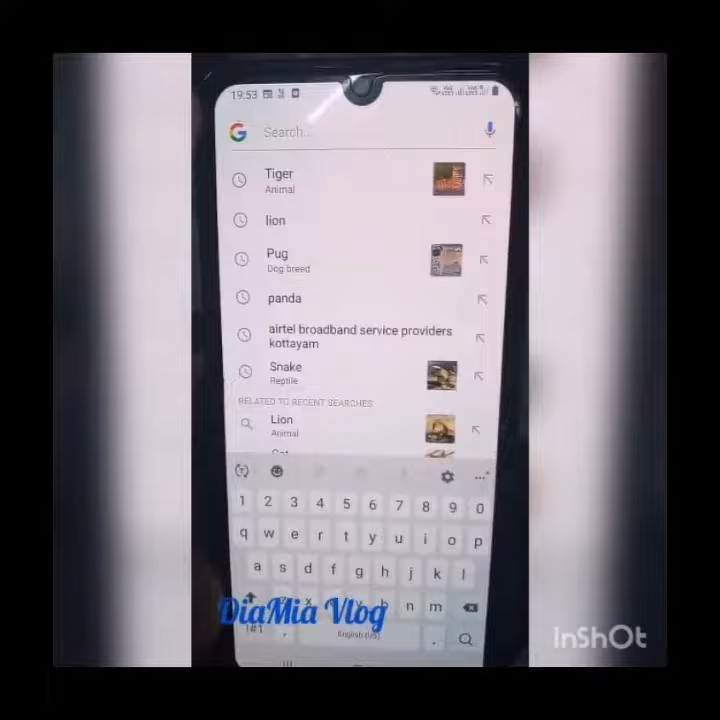 19:53
Search...
Tiger
Animal
lion
Pug
Dog breed
panda
airtel broadband service providers
kottayam
Snake
Reptile
RELATED TO RECENT SEARCHES
Lion
Animal
1 2 3 4 5 6 7 8 9 0
q w e r t y u i o p
a s d f g h j k l
n m
DiaMia Vlog
!#1 , English (US) .
InShOt